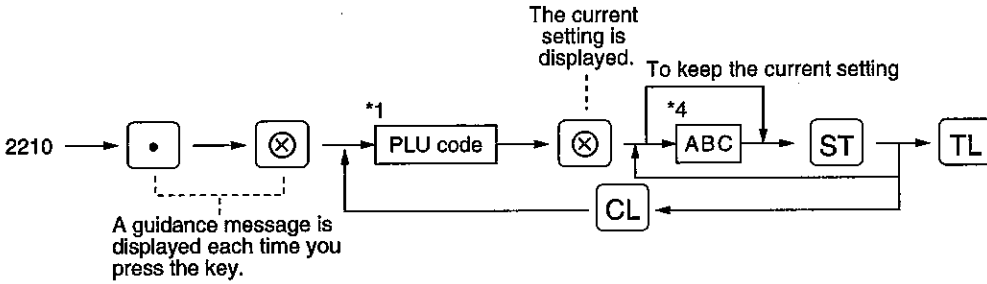 The current
setting is
displayed.
To keep the current setting
*1
*4
2210
•
⊗
PLU code
⊗
ABC
ST
TL
CL
A guidance message is
displayed each time you
press the key.